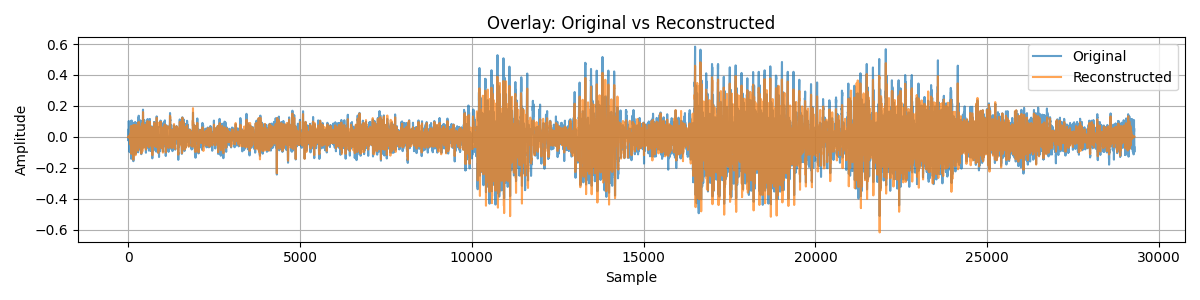 Overlay: Original vs Reconstructed
Amplitude
0.6
0.4
0.2
0.0
−0.2
−0.4
−0.6
Original
Reconstructed
0 5000 10000 15000 20000 25000 30000
Sample